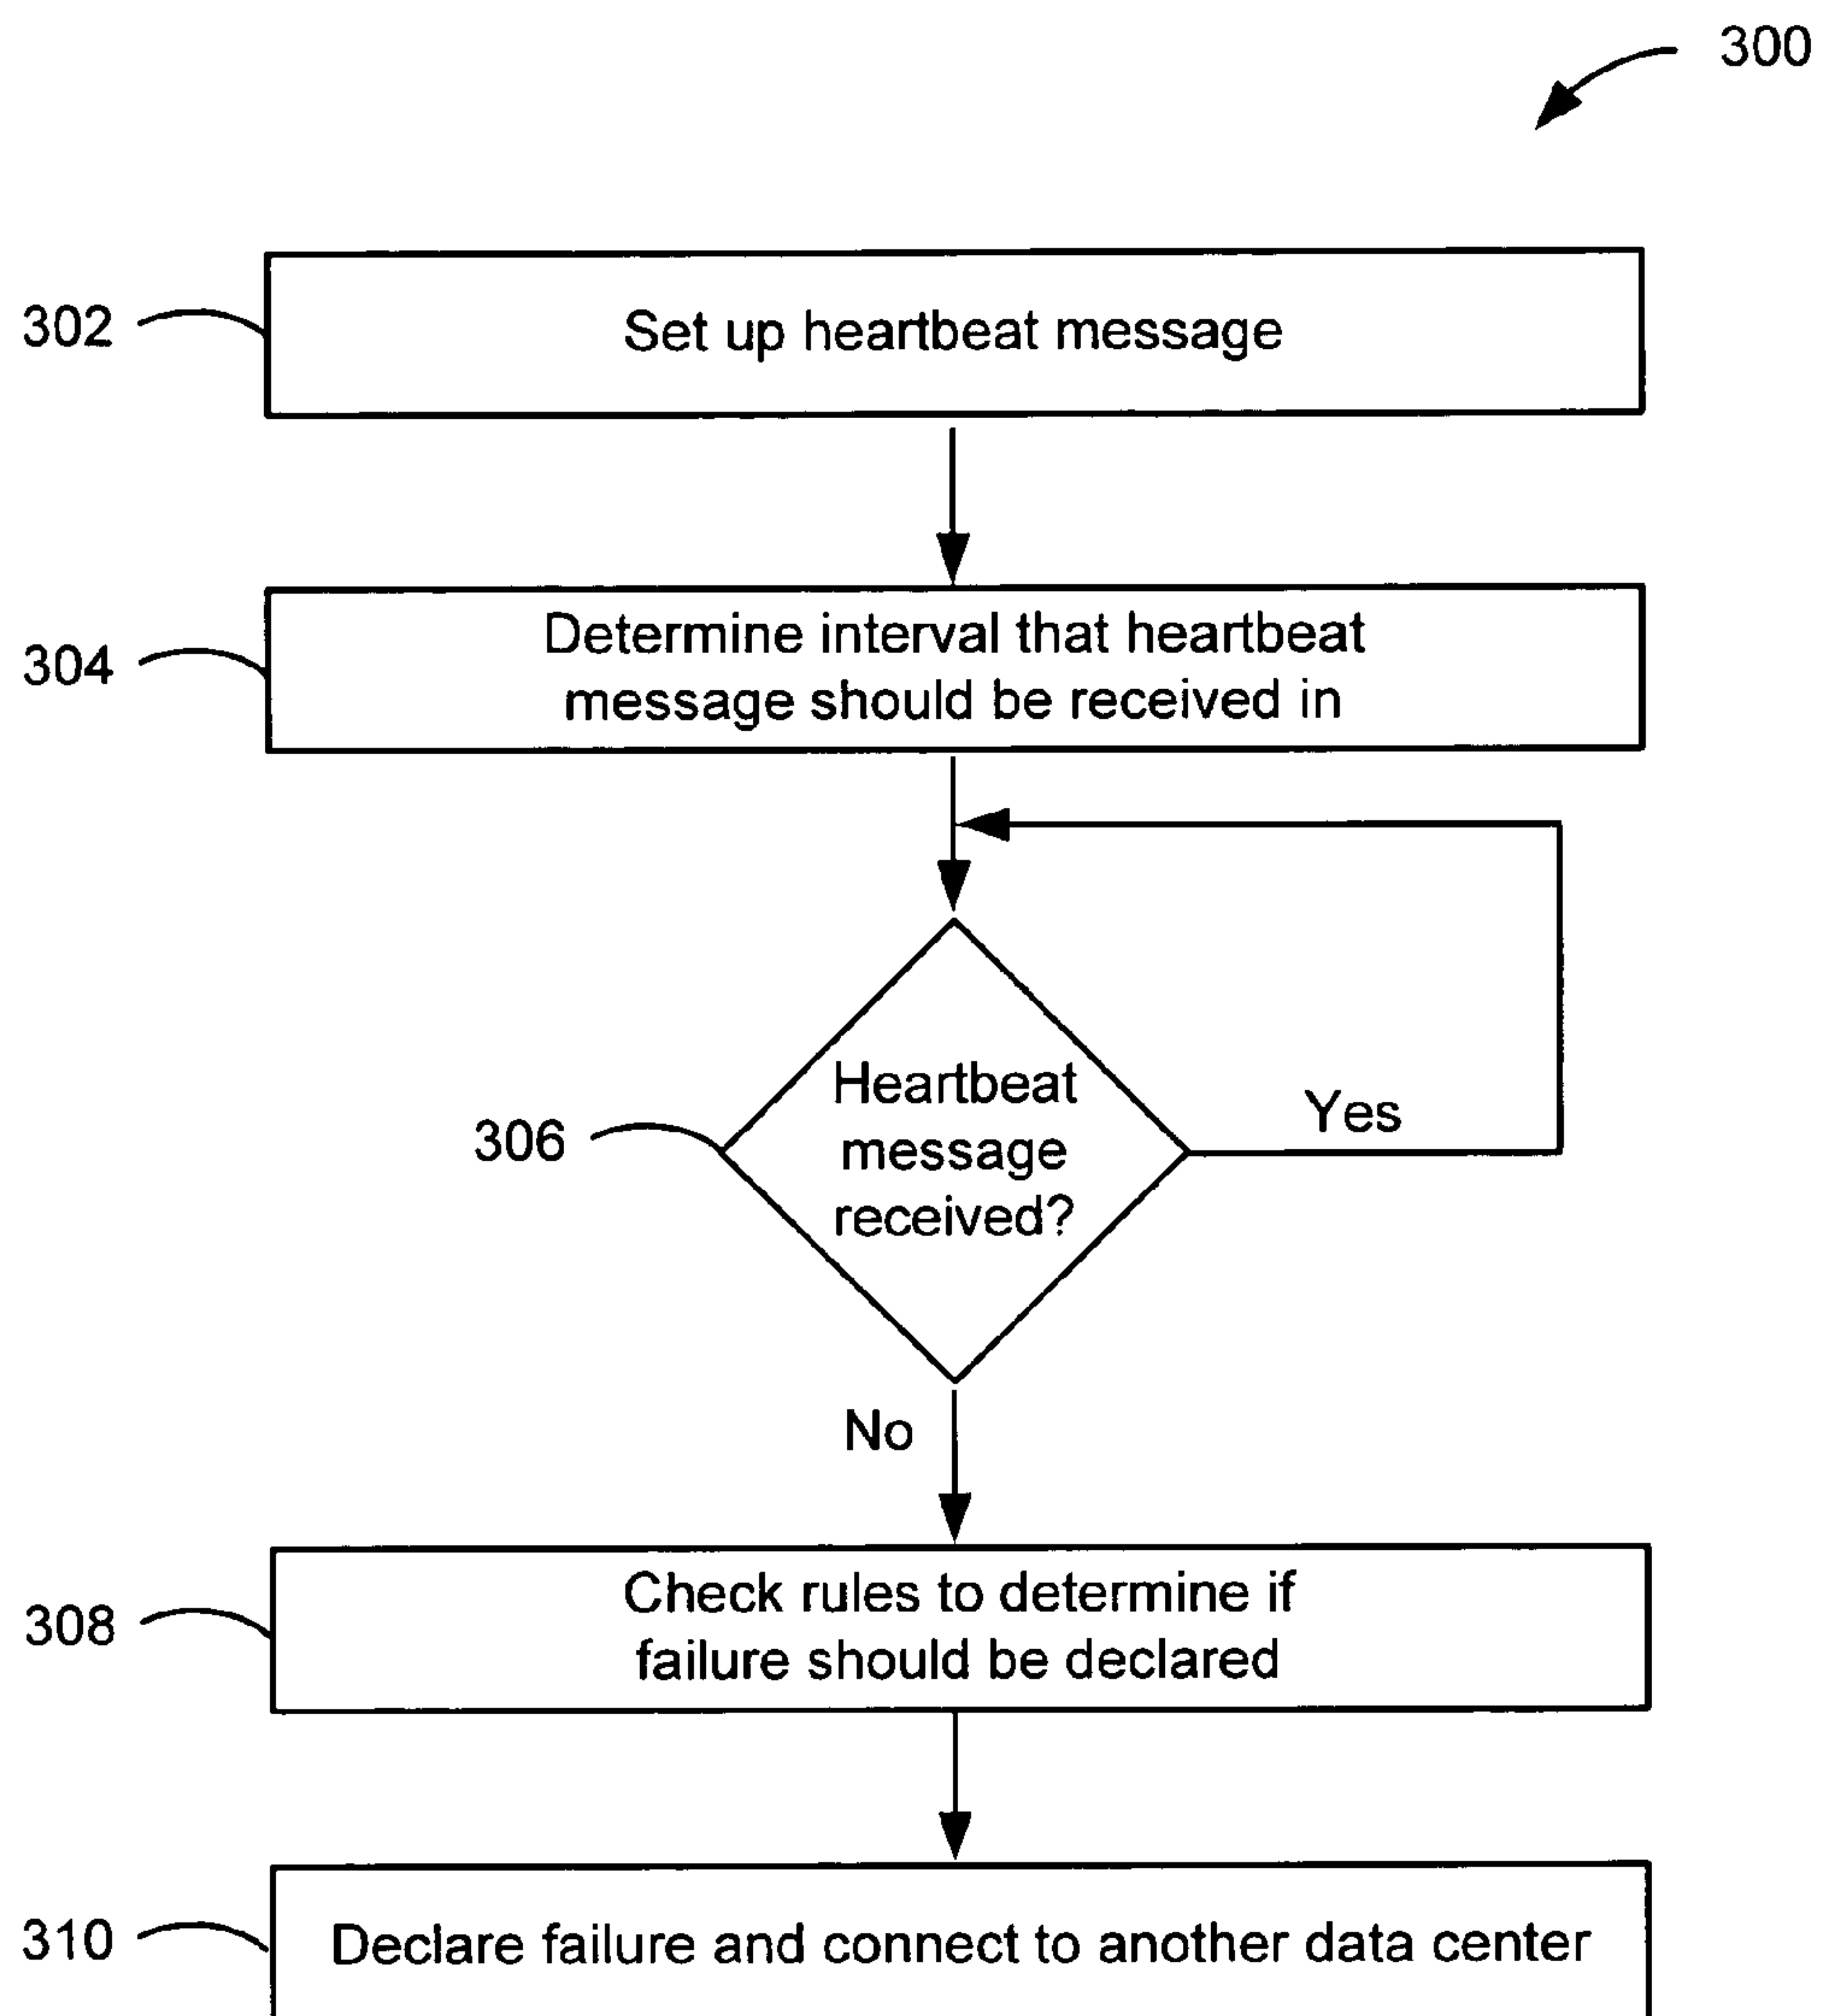 300
302
Set up heartbeat message
304
Determine interval that heartbeat
message should be received in
306
Heartbeat
message
received?
Yes
No
308
Check rules to determine if
failure should be declared
310
Declare failure and connect to another data center